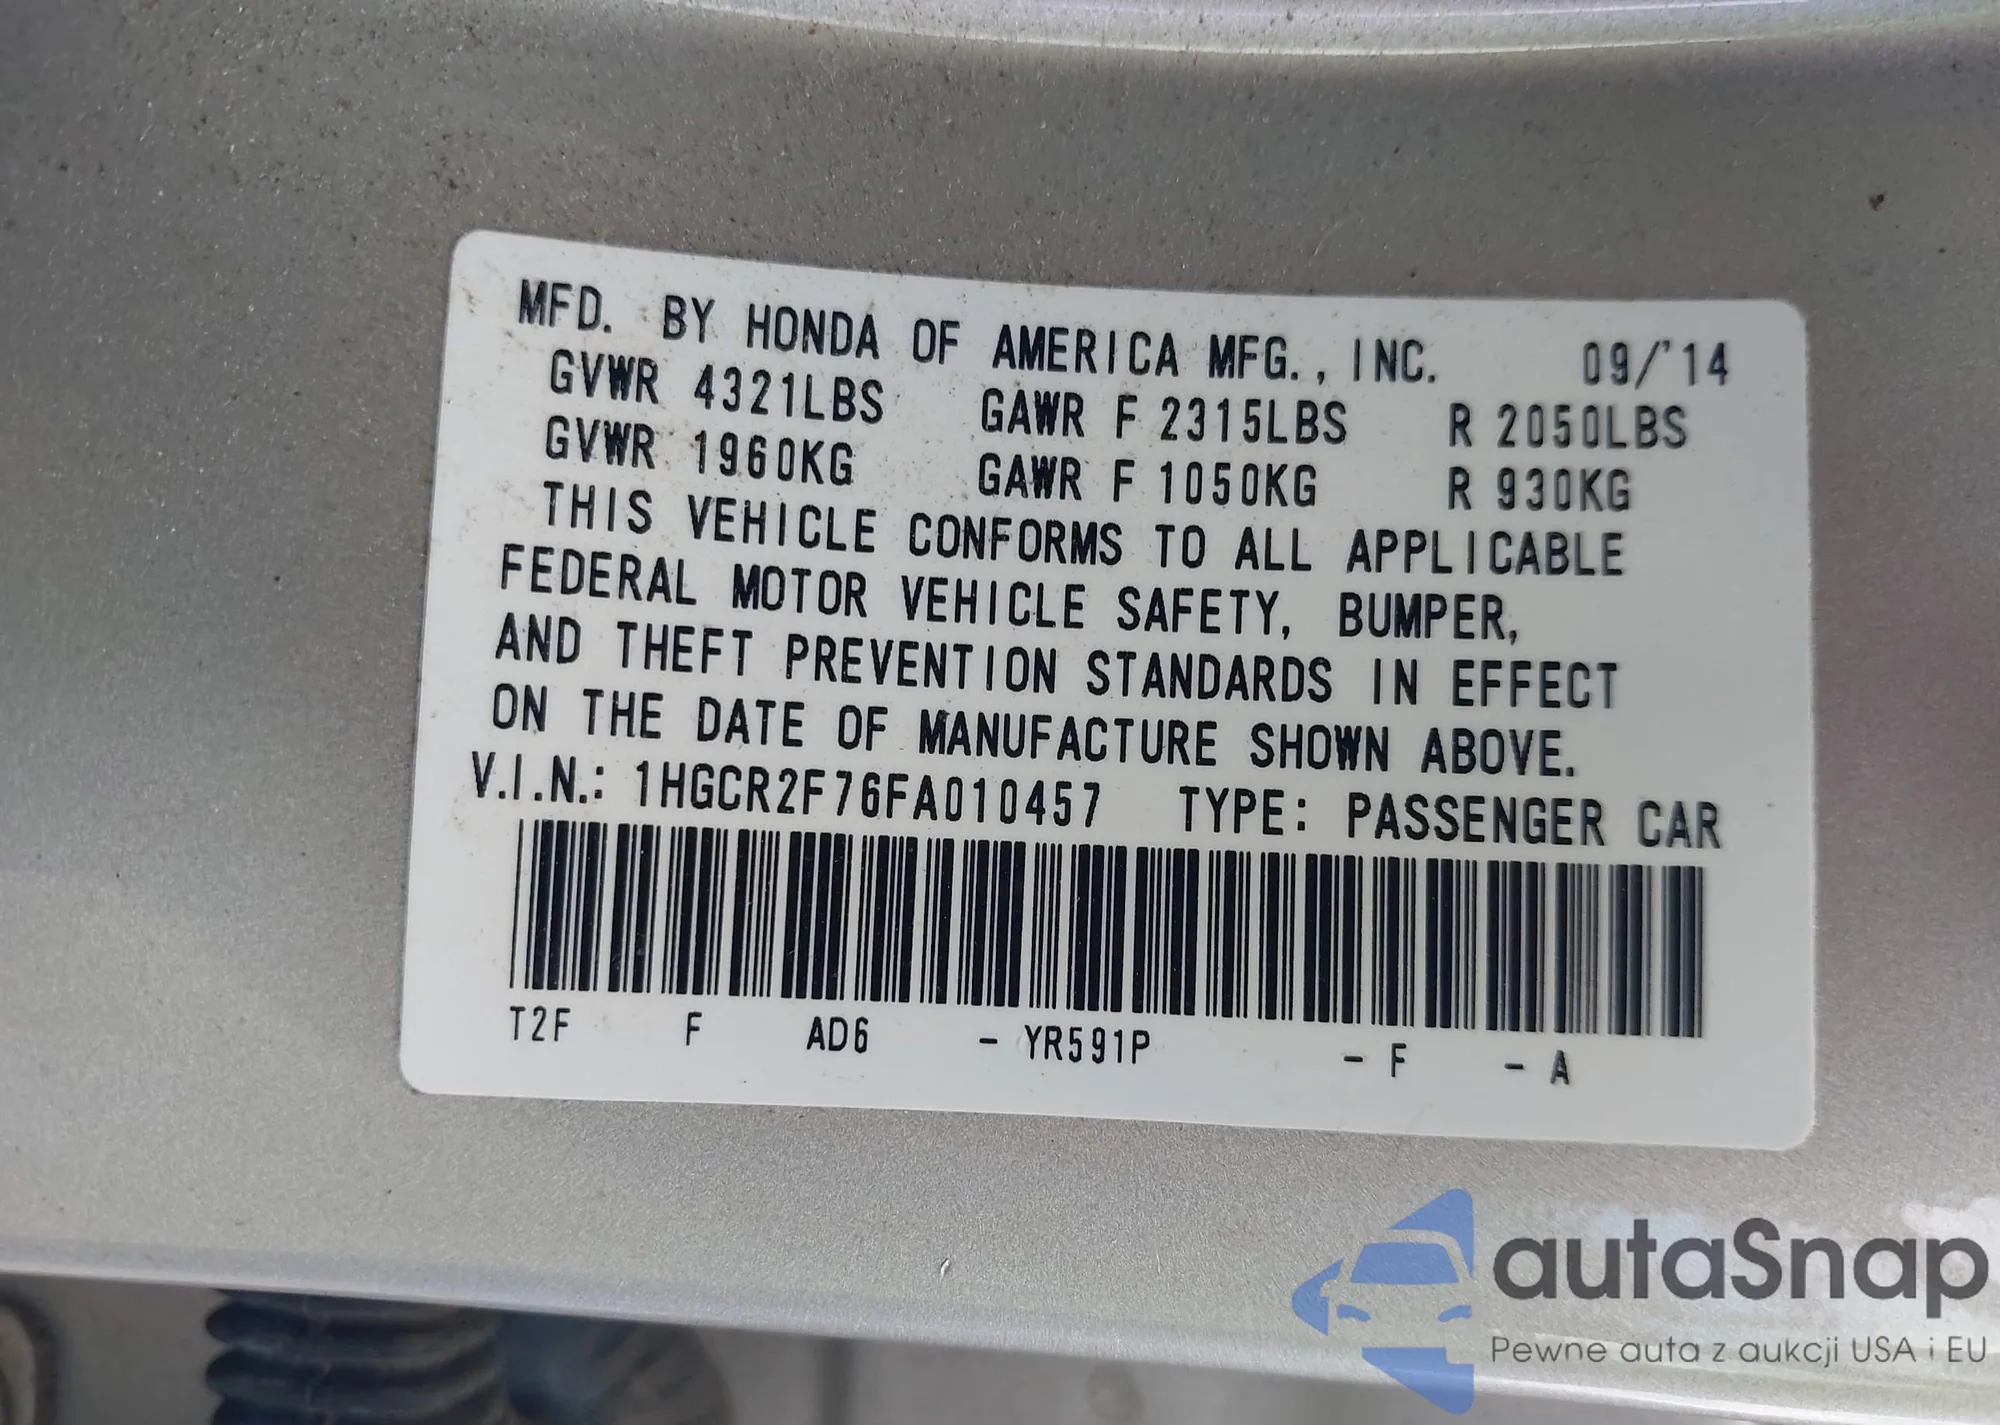 MFD. BY HONDA OF AMERICA MFG., INC. 09/'14
GVWR 4321LBS GAWR F 2315LBS R 2050LBS
GVWR 1960KG GAWR F 1050KG R 930KG
THIS VEHICLE CONFORMS TO ALL APPLICABLE
FEDERAL MOTOR VEHICLE SAFETY, BUMPER,
AND THEFT PREVENTION STANDARDS IN EFFECT
ON THE DATE OF MANUFACTURE SHOWN ABOVE.
V.I.N.: 1HGCR2F76FA010457 TYPE: PASSENGER CAR
T2F F AD6 - YR591P - F - A
autaSnap
Pewne auta z aukcji USA i EU